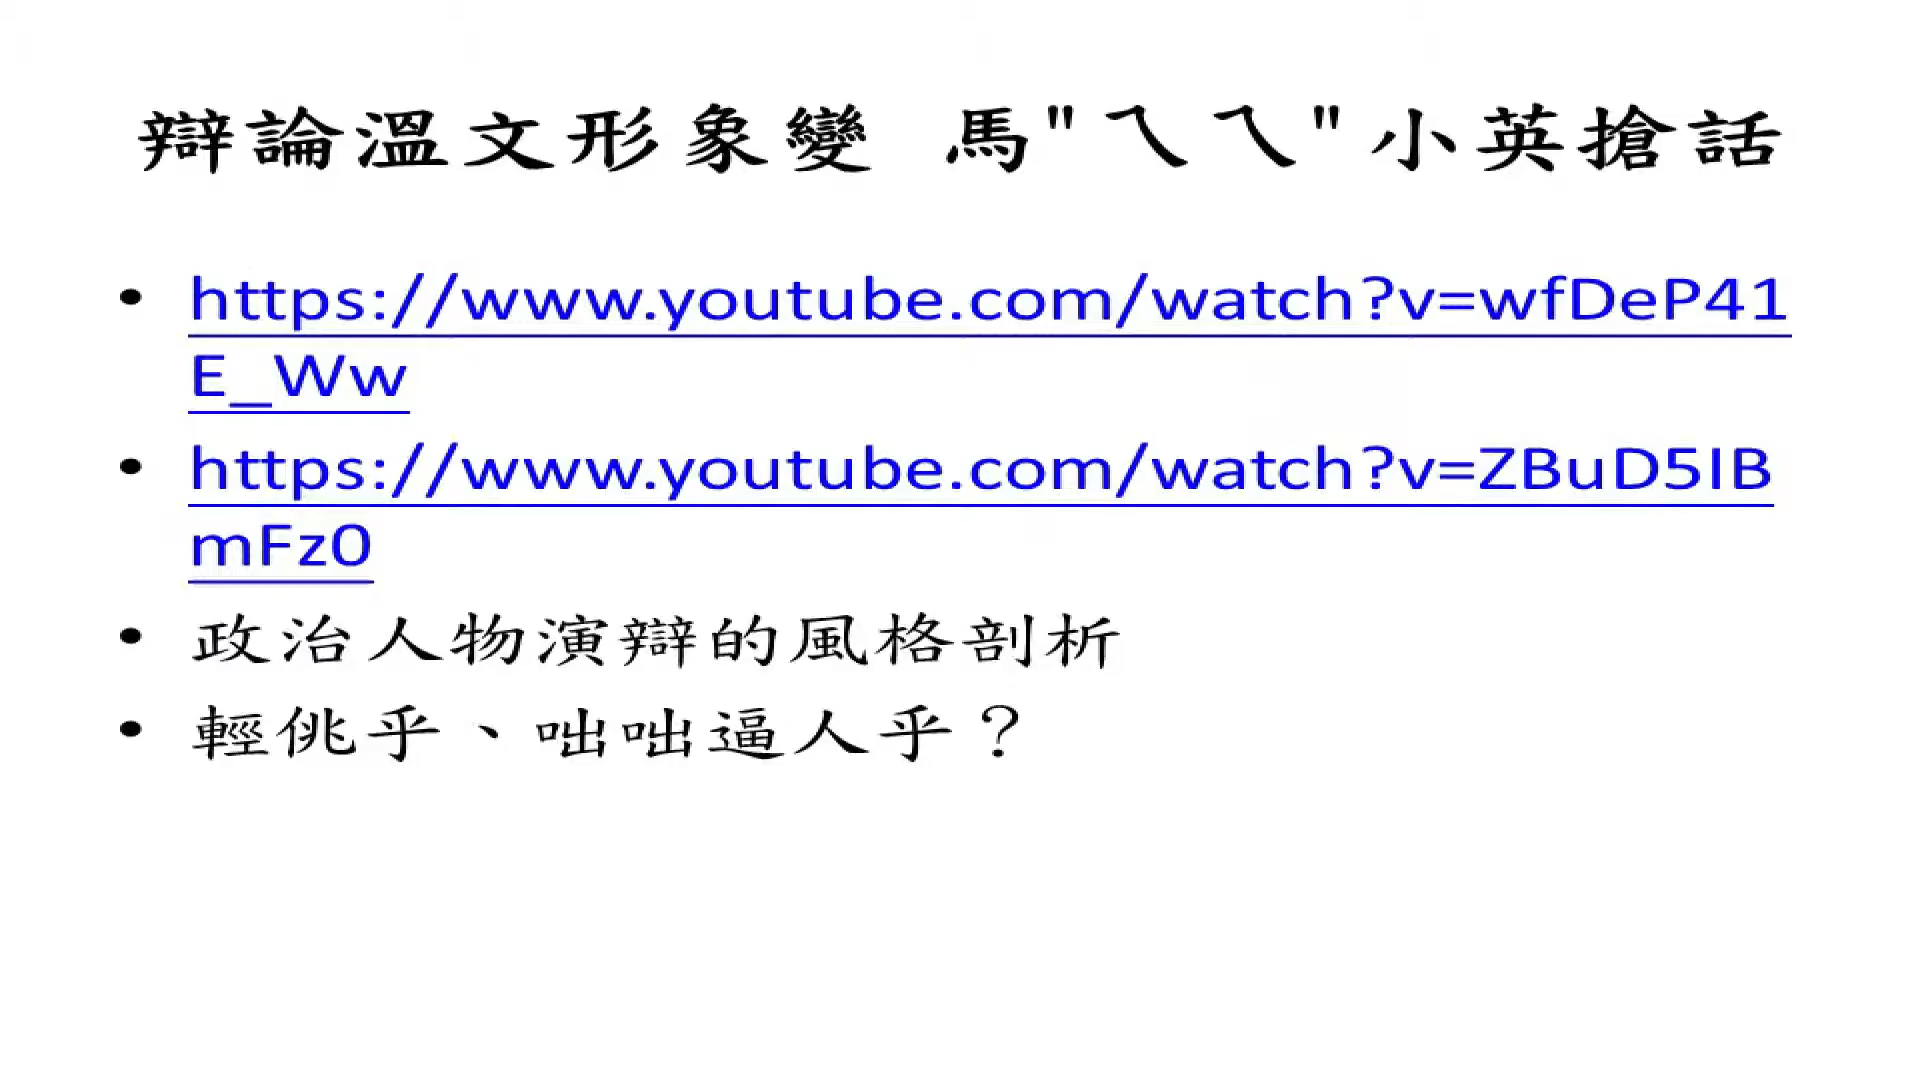 辯論溫文形象變 馬"ㄟㄟ"小英搶話
• https://www.youtube.com/watch?v=wfDeP41
E_Ww
• https://www.youtube.com/watch?v=ZBuD5IB
mFz0
• 政治人物演辯的風格剖析
• 輕佻乎、咄咄逼人乎？